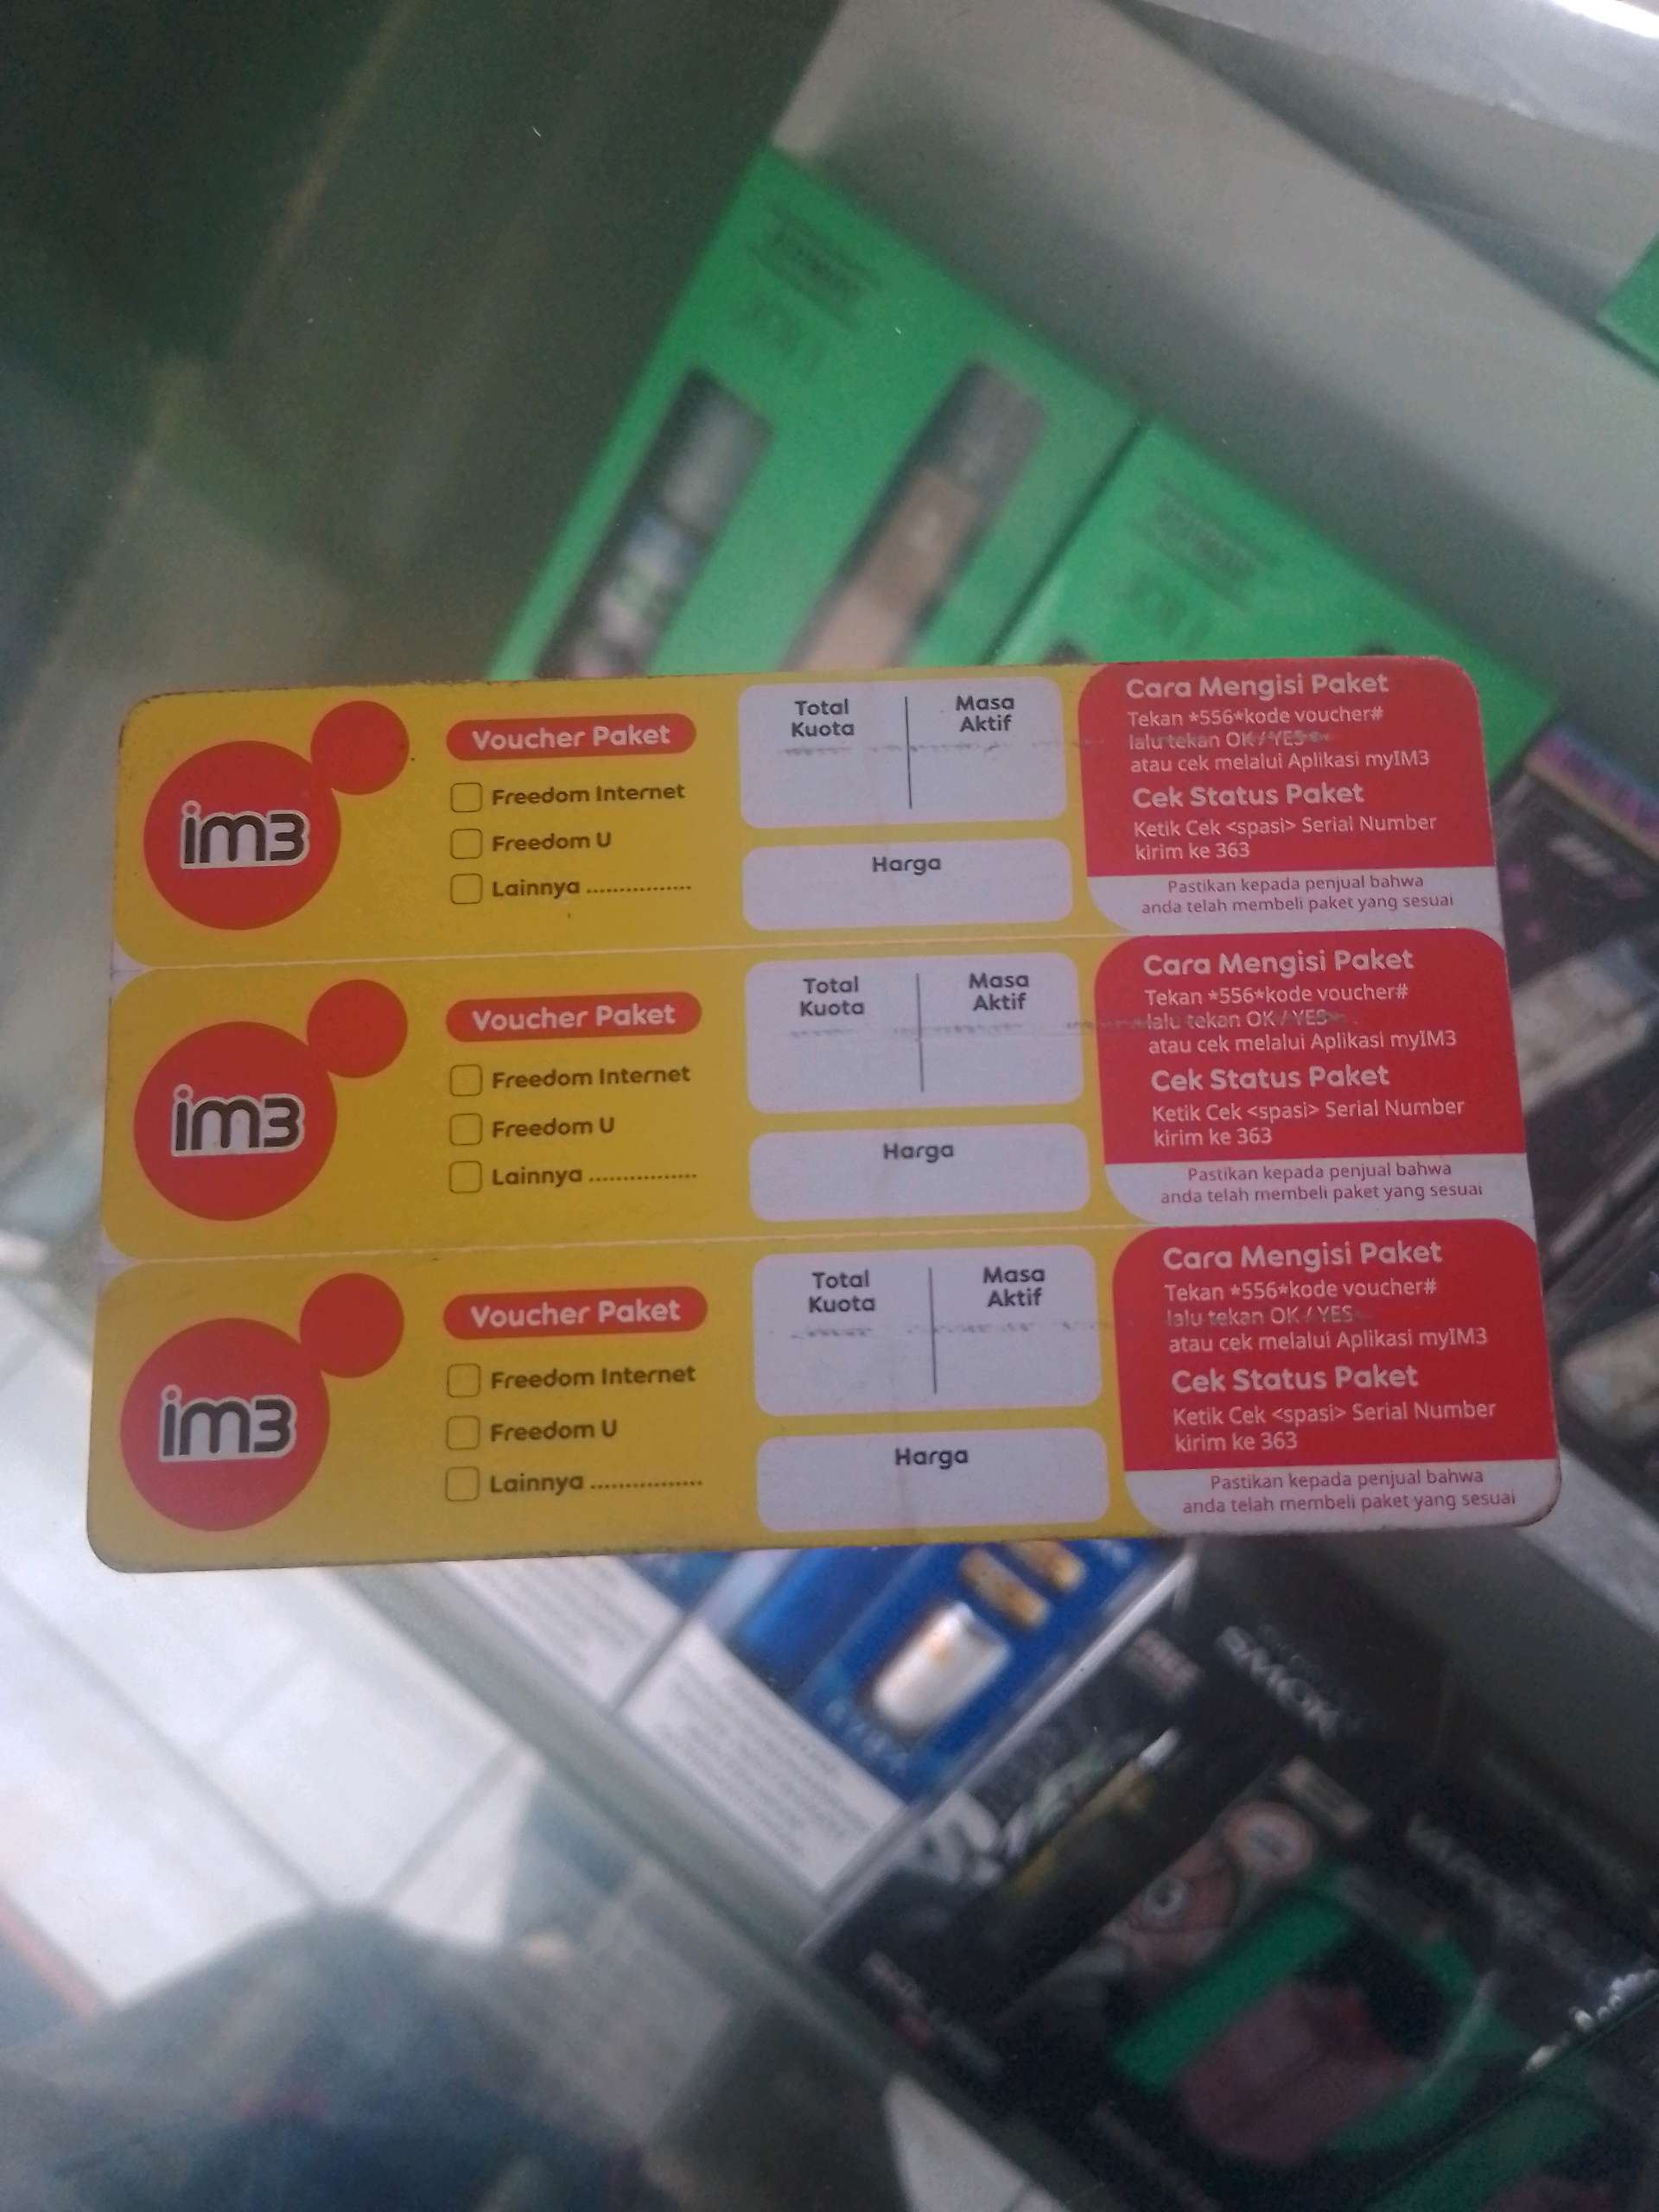 im3
Voucher Paket
Freedom Internet
Freedom U
Lainnya ................
Total
Kuota
Masa
Aktif
Harga
Cara Mengisi Paket
Tekan *556*kode voucher#
lalu tekan OK / YES
atau cek melalui Aplikasi myIM3
Cek Status Paket
Ketik Cek <spasi> Serial Number
kirim ke 363
Pastikan kepada penjual bahwa
anda telah membeli paket yang sesuai
im3
Voucher Paket
Freedom Internet
Freedom U
Lainnya ................
Total
Kuota
Masa
Aktif
Harga
Cara Mengisi Paket
Tekan *556*kode voucher#
lalu tekan OK / YES
atau cek melalui Aplikasi myIM3
Cek Status Paket
Ketik Cek <spasi> Serial Number
kirim ke 363
Pastikan kepada penjual bahwa
anda telah membeli paket yang sesuai
im3
Voucher Paket
Freedom Internet
Freedom U
Lainnya ................
Total
Kuota
Masa
Aktif
Harga
Cara Mengisi Paket
Tekan *556*kode voucher#
lalu tekan OK / YES
atau cek melalui Aplikasi myIM3
Cek Status Paket
Ketik Cek <spasi> Serial Number
kirim ke 363
Pastikan kepada penjual bahwa
anda telah membeli paket yang sesuai
SMOK